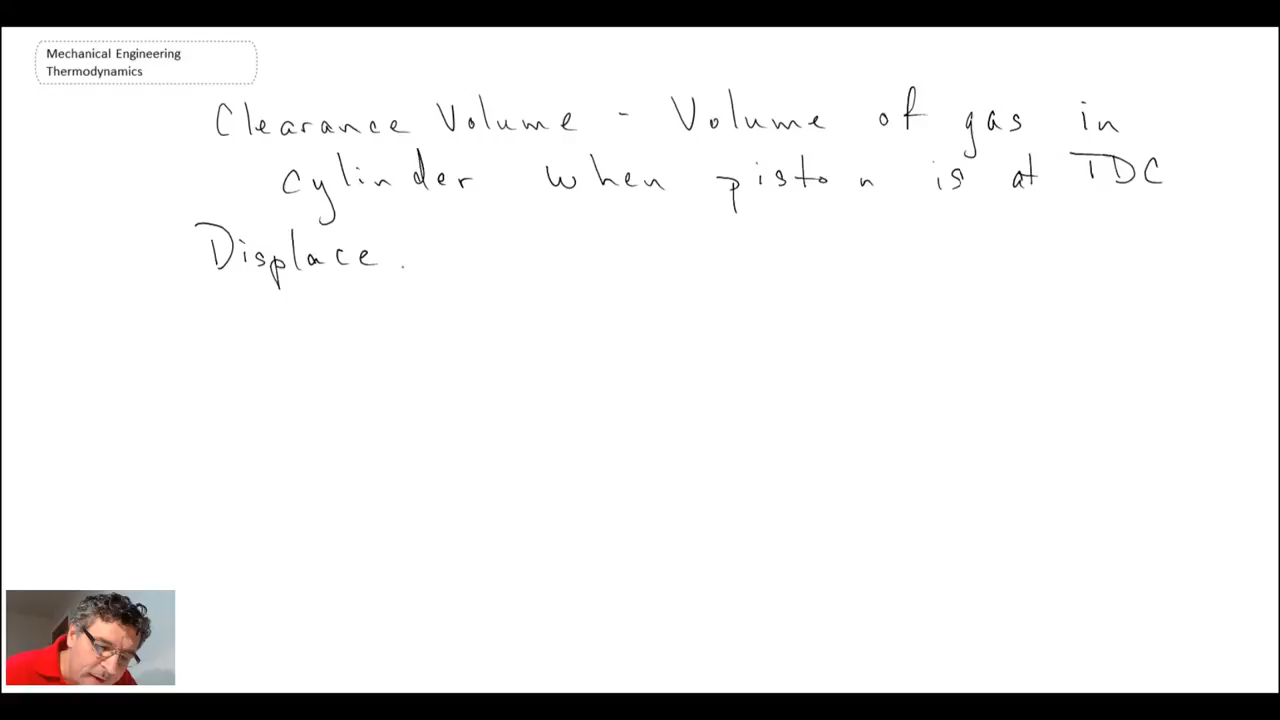 Mechanical Engineering
Thermodynamics
Clearance Volume - Volume of gas in
cylinder when piston is at TDC
Displace